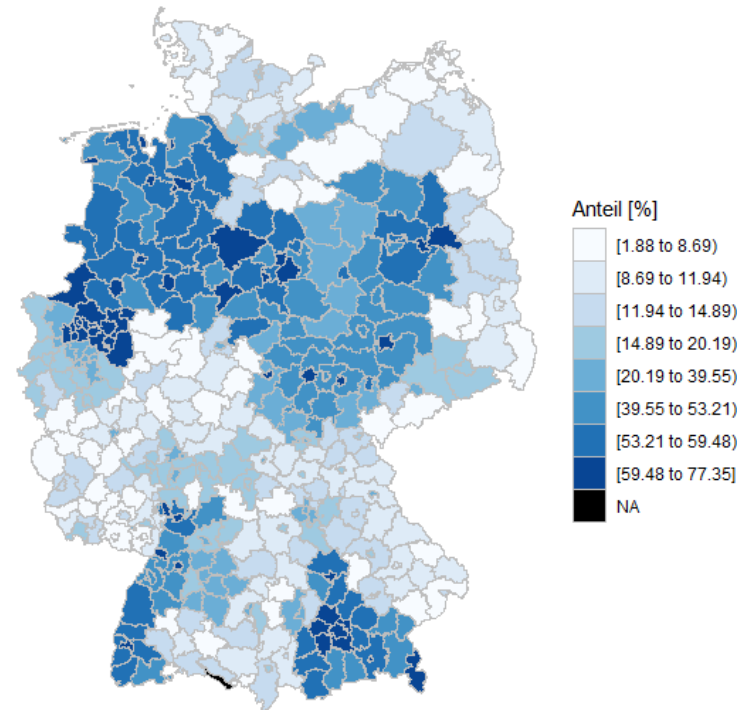 Anteil [%]
[1.88 to 8.69)
[8.69 to 11.94)
[11.94 to 14.89)
[14.89 to 20.19)
[20.19 to 39.55)
[39.55 to 53.21)
[53.21 to 59.48)
[59.48 to 77.35]
NA